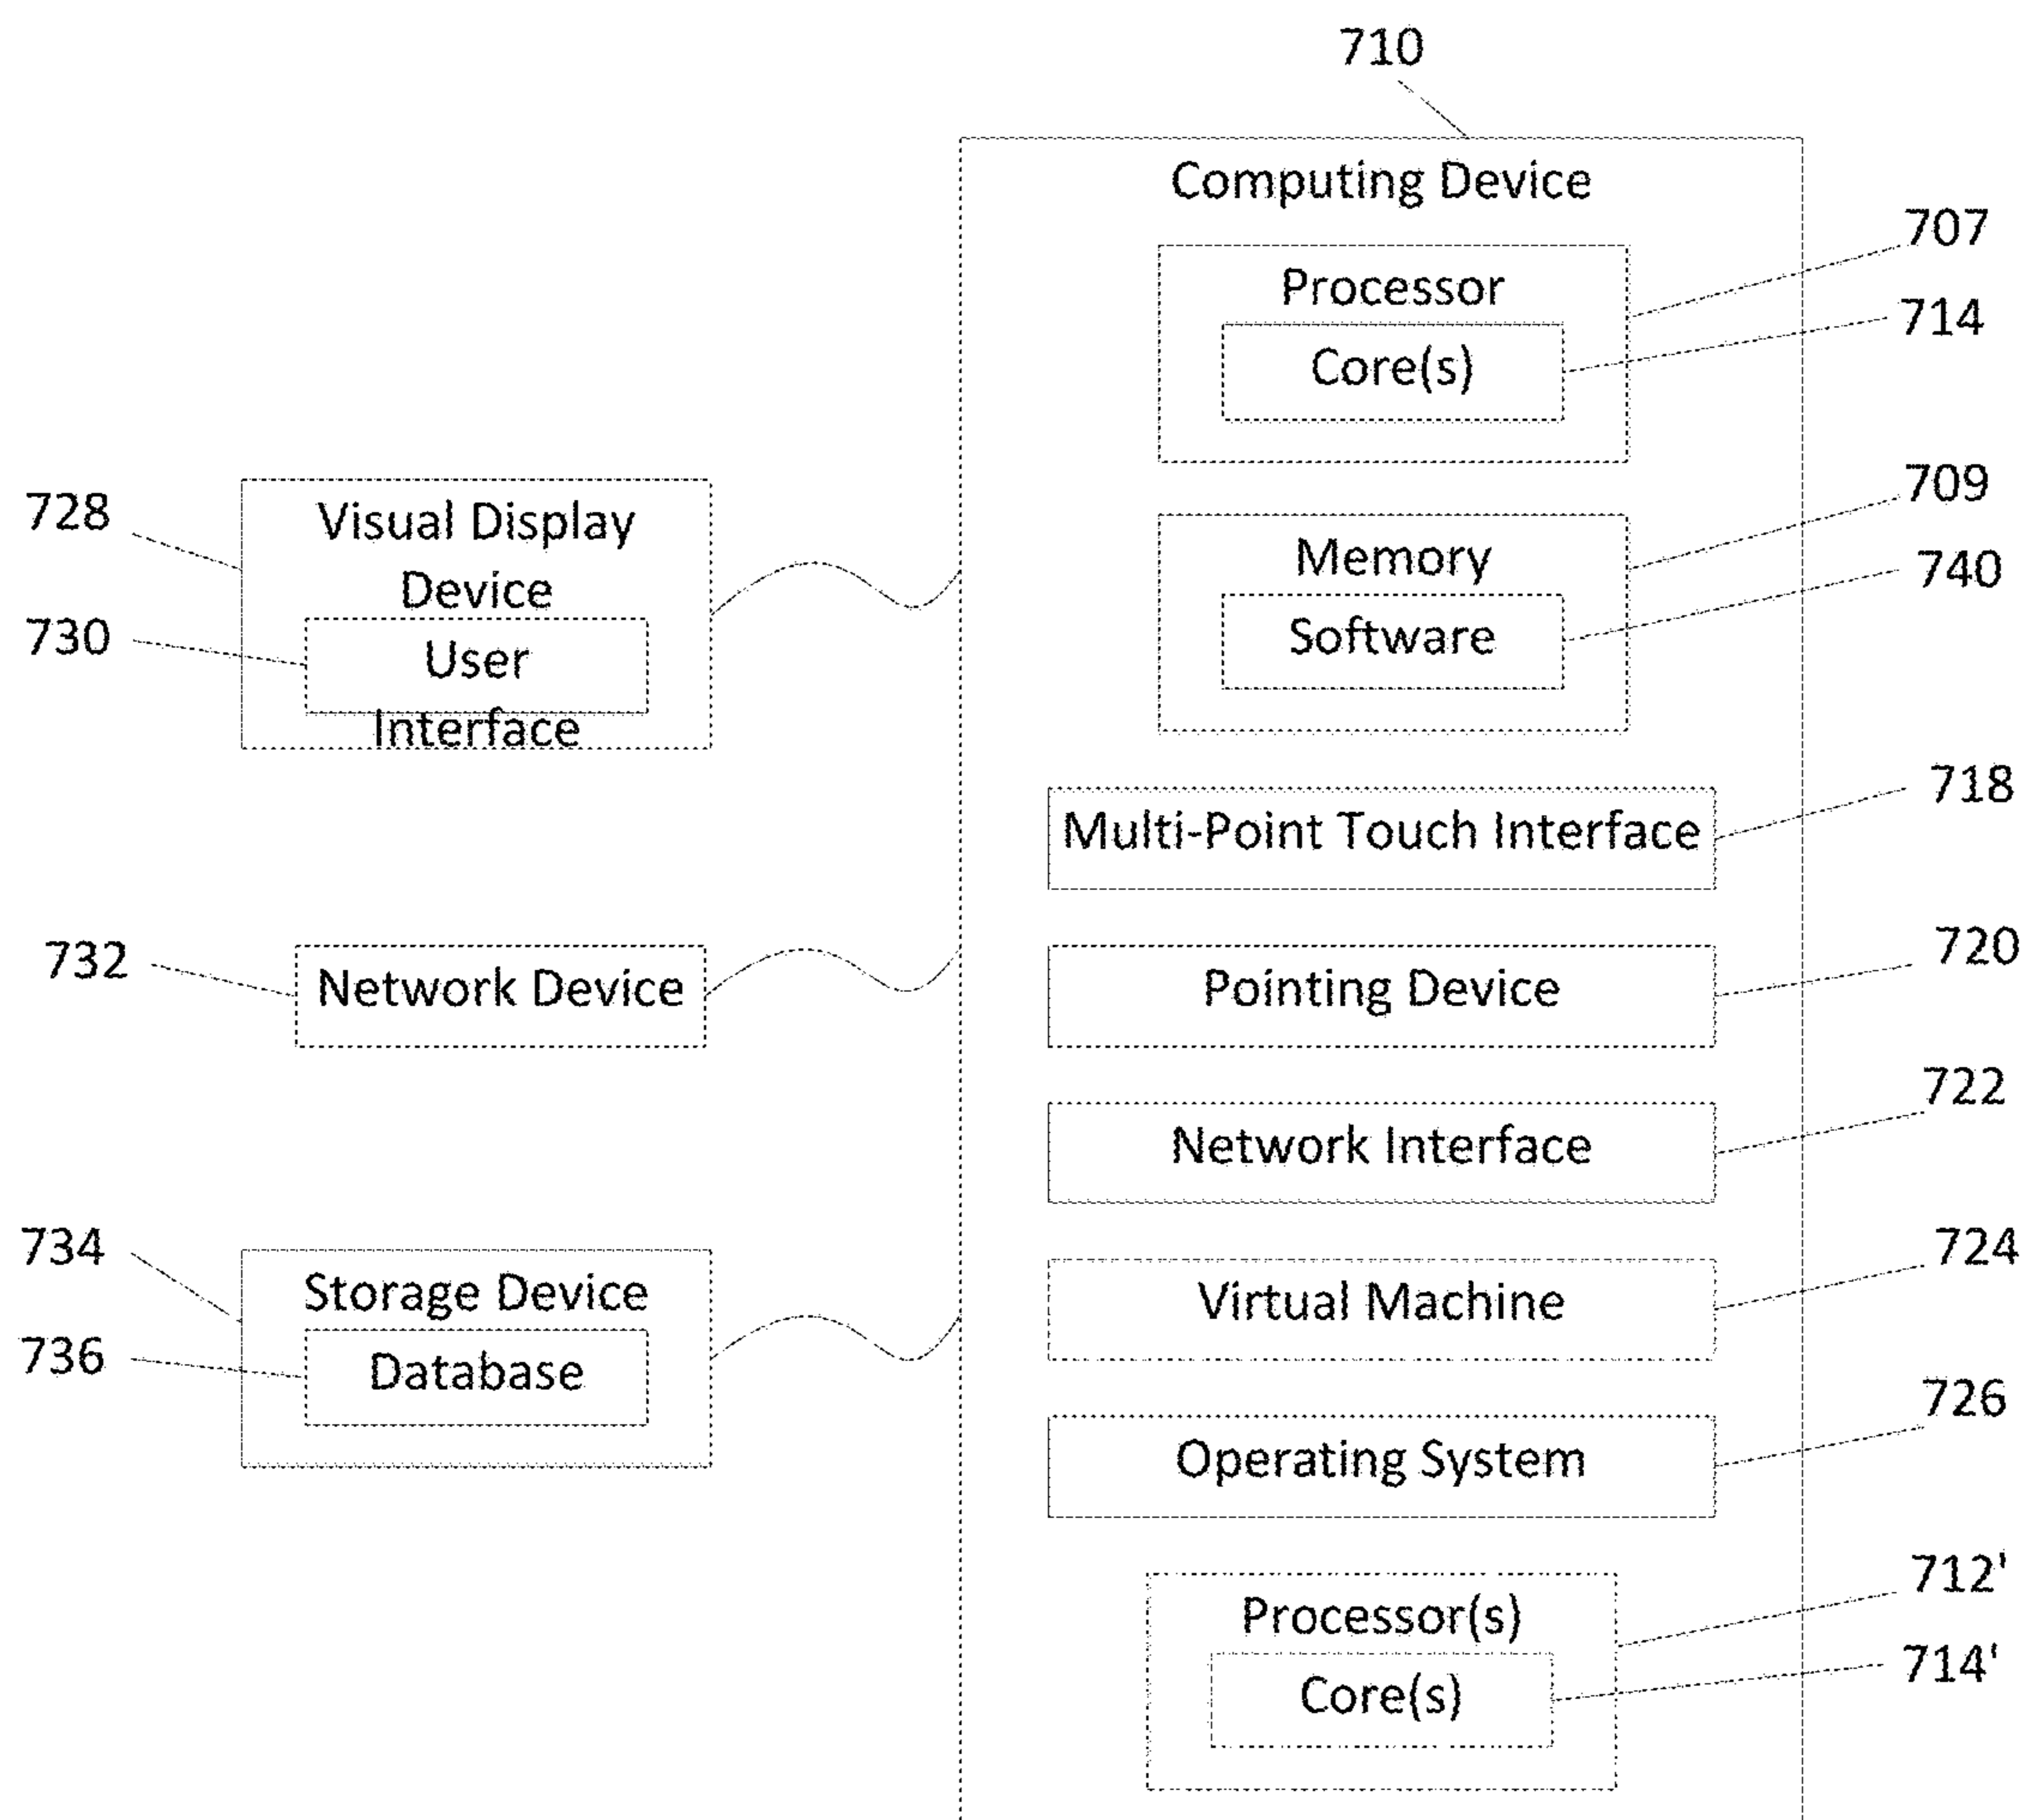 710
Computing Device
707
Processor
714
Core(s)
709
Memory
740
Software
718
Multi-Point Touch Interface
720
Pointing Device
722
Network Interface
724
Virtual Machine
726
Operating System
712'
Processor(s)
714'
Core(s)
728
Visual Display
Device
730
User
Interface
732
Network Device
734
Storage Device
736
Database